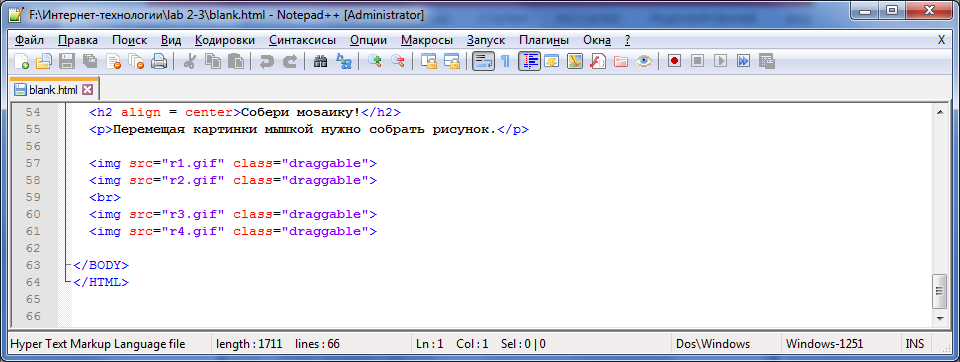 F:\Интернет-технологии\lab 2-3\blank.html - Notepad++ [Administrator]
Файл Правка Поиск Вид Кодировки Синтаксисы Опции Макросы Запуск Плагины Окна ? X
blank.html
54 <h2 align = center>Собери мозаику!</h2>
55 <p>Перемещая картинки мышкой нужно собрать рисунок.</p>
56
57 <img src="r1.gif" class="draggable">
58 <img src="r2.gif" class="draggable">
59 <br>
60 <img src="r3.gif" class="draggable">
61 <img src="r4.gif" class="draggable">
62
63 </BODY>
64 </HTML>
65
66
Hyper Text Markup Language file length : 1711 lines : 66 Ln : 1 Col : 1 Sel : 0 | 0 Dos\Windows Windows-1251 INS